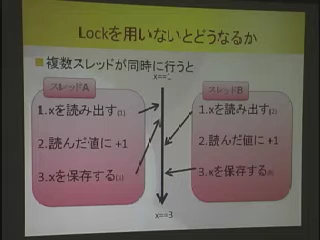 Lockを用いないとどうなるか
複数スレッドが同時に行うと
x==1
スレッドA
1.xを読み出す(1)
2.読んだ値に +1
3.xを保存する(1)
スレッドB
1.xを読み出す(2)
2.読んだ値に +1
3.xを保存する
x==3